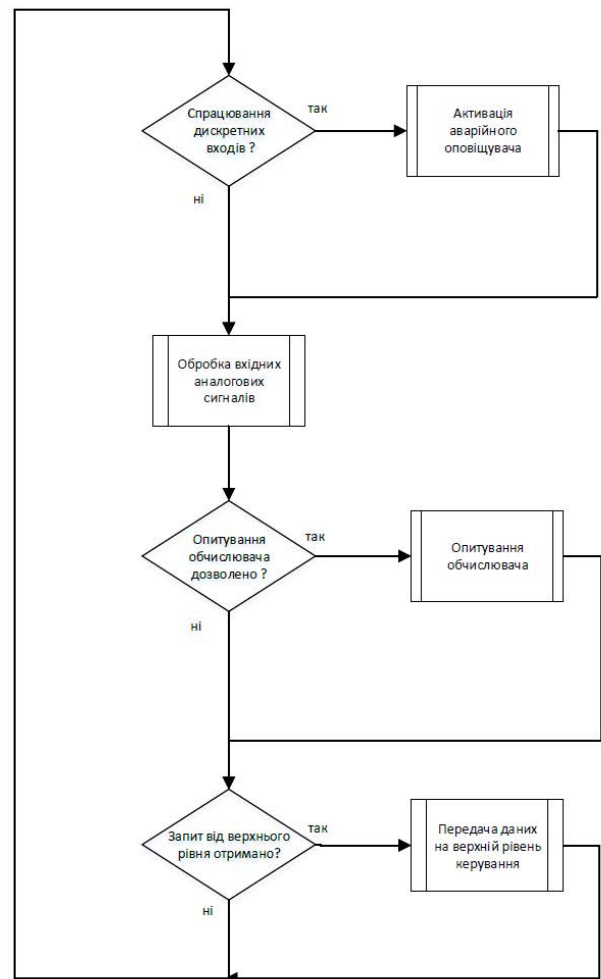 Спрацювання
дискретних
входів ?
так
Активація
аварійного
оповіщувача
ні
Обробка вхідних
аналогових
сигналів
Опитування
обчислювача
дозволено ?
так
Опитування
обчислювача
ні
Запит від верхнього
рівня отримано?
так
Передача даних
на верхній рівень
керування
ні